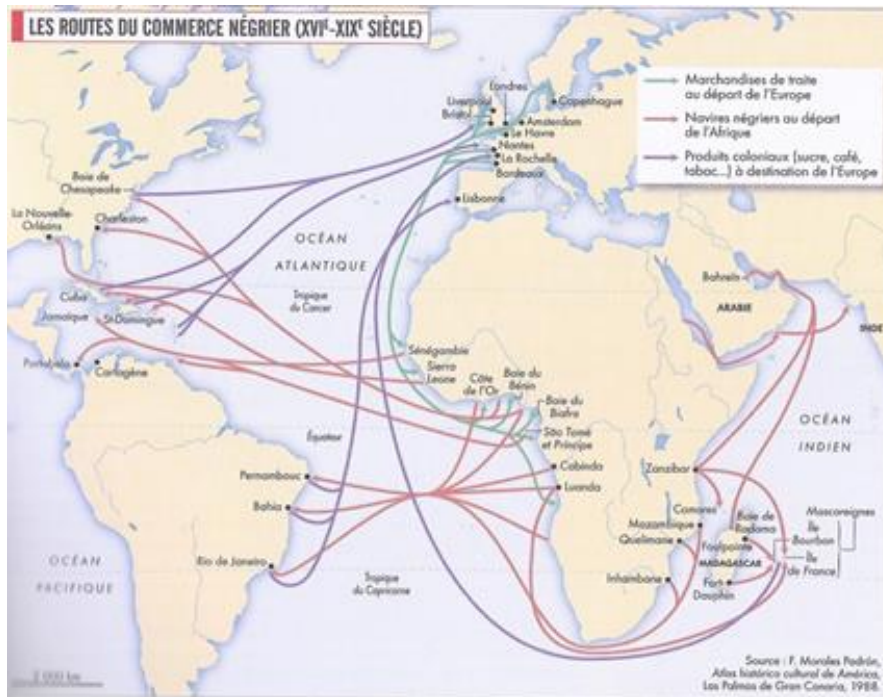 LES ROUTES DU COMMERCE NÉGRIER (XVIᵉ-XIXᵉ SIÈCLE)
Marchandises de traite
au départ de l'Europe
Navires négriers au départ
de l'Afrique
Produits coloniaux (sucre, café,
tabac...) à destination de l'Europe
Londres
Liverpool
Bristol
Copenhague
Amsterdam
Le Havre
Nantes
La Rochelle
Bordeaux
Lisbonne
Baie de
Chesapeake
La Nouvelle-
Orléans
Charleston
OCÉAN
ATLANTIQUE
Tropique
du Cancer
Cuba
Jamaïque
St-Domingue
Portobelo
Cartagène
Bahreïn
ARABIE
INDE
Sénégambie
Sierra
Leone
Côte
de l'Or
Baie du
Bénin
Baie du
Biafra
São Tomé
et Principe
Équateur
OCÉAN
INDIEN
Pernambouc
Cabinda
Luanda
Zanzibar
Bahia
Comores
Mozambique
Quelimane
Baie de
Radama
Mascareignes
Île
Bourbon
Foulpointe
MADAGASCAR
Île
de France
Rio de Janeiro
OCÉAN
PACIFIQUE
Tropique
du Capricorne
Inhambane
Fort
Dauphin
Source : F. Morales Padrón,
Atlas histórico cultural de América,
Las Palmas de Gran Canaria, 1988.